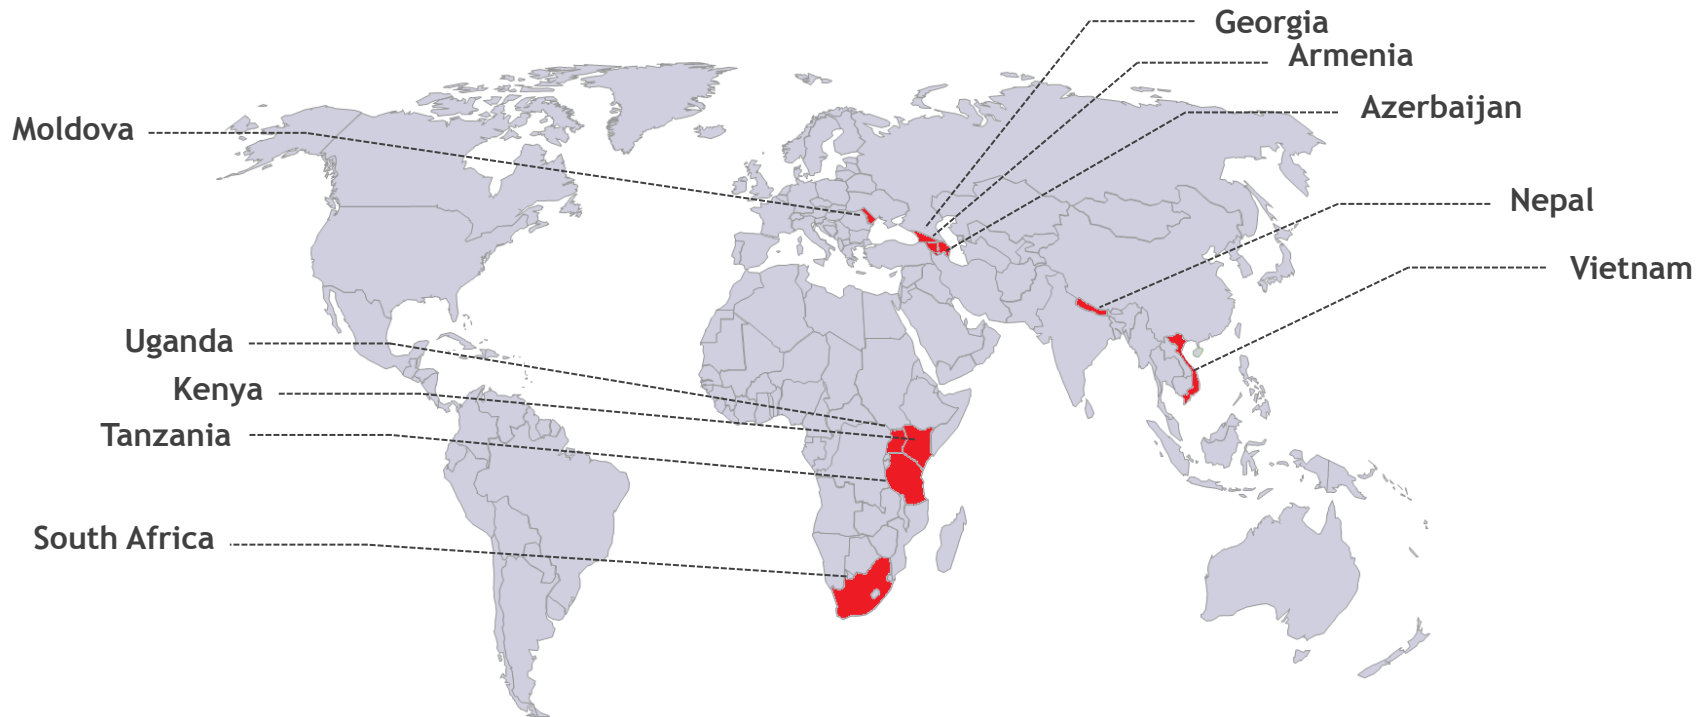 Georgia
Armenia
Azerbaijan
Moldova
Nepal
Vietnam
Uganda
Kenya
Tanzania
South Africa